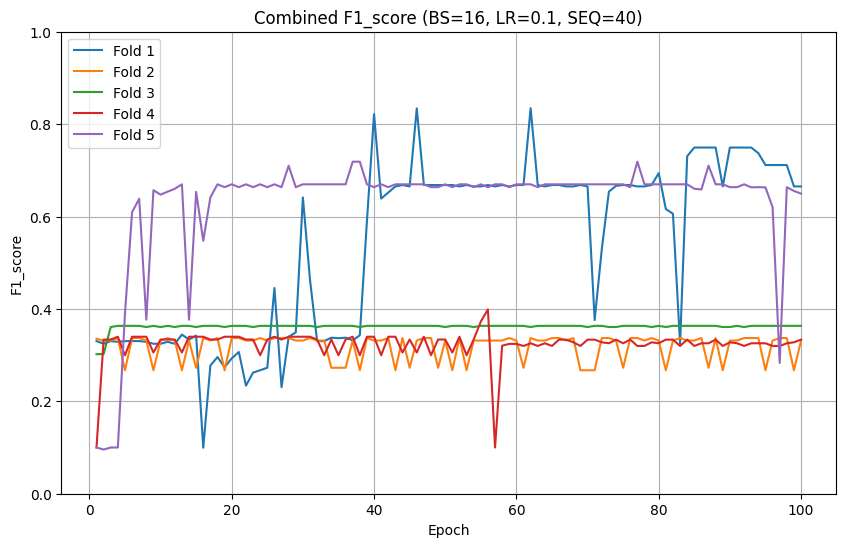 Combined F1_score (BS=16, LR=0.1, SEQ=40)
Fold 1
Fold 2
Fold 3
Fold 4
Fold 5
1.0
0.8
0.6
0.4
0.2
0.0
F1_score
0 20 40 60 80 100
Epoch